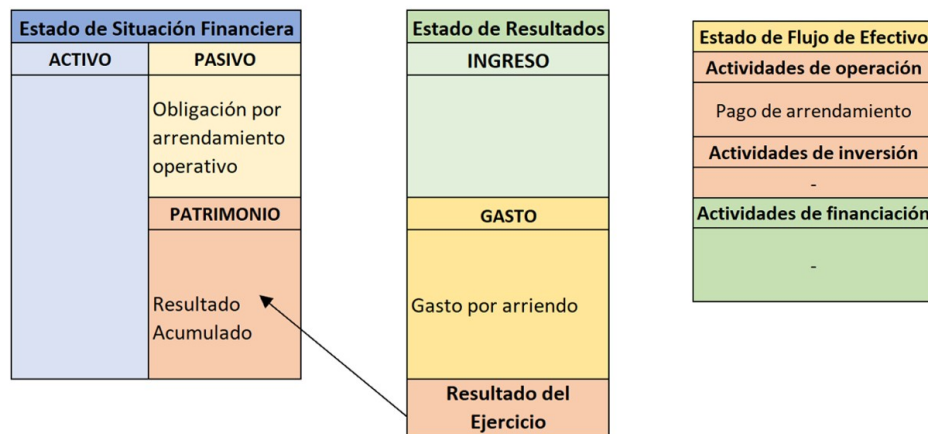 Estado de Situación Financiera
ACTIVO
PASIVO
Obligación por
arrendamiento
operativo
PATRIMONIO
Resultado
Acumulado
Estado de Resultados
INGRESO
GASTO
Gasto por arriendo
Resultado del
Ejercicio
Estado de Flujo de Efectivo
Actividades de operación
Pago de arrendamiento
Actividades de inversión
-
Actividades de financiación
-